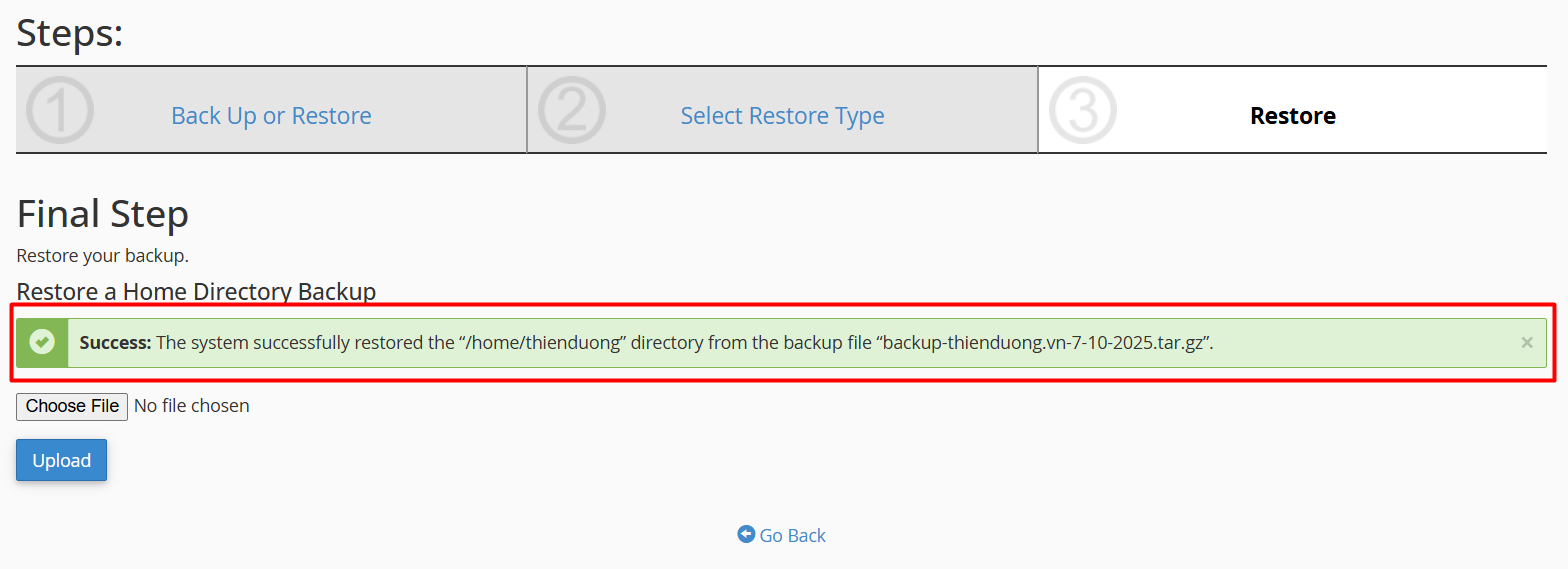 Steps:
1 Back Up or Restore
2 Select Restore Type
3 Restore
Final Step
Restore your backup.
Restore a Home Directory Backup
Success: The system successfully restored the “/home/thienduong” directory from the backup file “backup-thienduong.vn-7-10-2025.tar.gz”. ×
Choose File No file chosen
Upload
Go Back